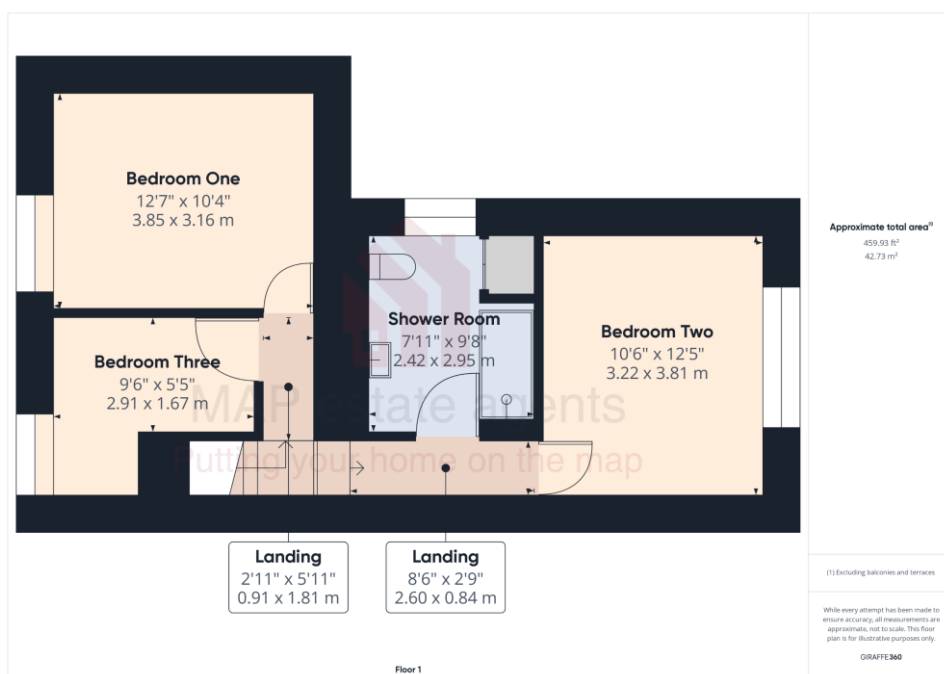 Bedroom One
12'7" x 10'4"
3.85 x 3.16 m
Bedroom Three
9'6" x 5'5"
2.91 x 1.67 m
Shower Room
7'11" x 9'8"
2.42 x 2.95 m
Bedroom Two
10'6" x 12'5"
3.22 x 3.81 m
MAP estate agents
Putting your home on the map
Landing
2'11" x 5'11"
0.91 x 1.81 m
Landing
8'6" x 2'9"
2.60 x 0.84 m
Floor 1
Approximate total area⁽¹⁾
459.93 ft²
42.73 m²
(1) Excluding balconies and terraces
While every attempt has been made to
ensure accuracy, all measurements are
approximate, not to scale. This floor
plan is for illustrative purposes only.
GIRAFFE360